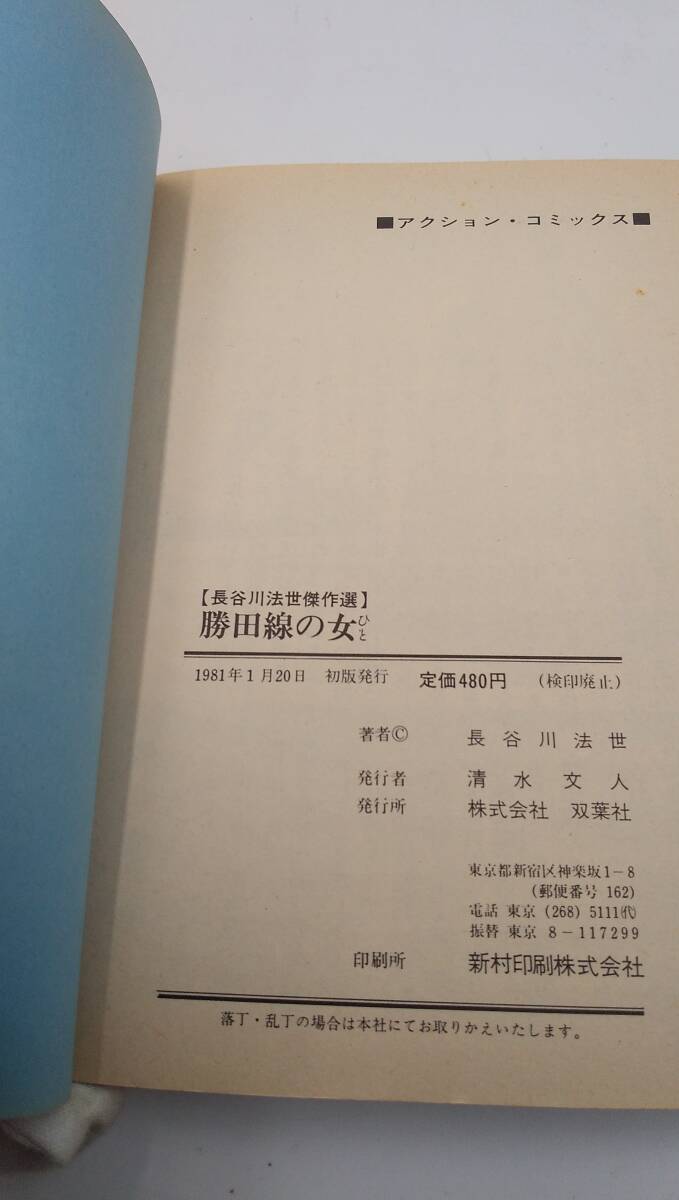 ■アクション・コミックス■
【長谷川法世傑作選】
勝田線の女
ひと
1981年1月20日 初版発行 定価480円 (検印廃止)
著者© 長谷川法世
発行者 清水文人
発行所 株式会社 双葉社
東京都新宿区神楽坂1−8
(郵便番号 162)
電話 東京 (268) 5111(代)
振替 東京 8−117299
印刷所 新村印刷株式会社
落丁・乱丁の場合は本社にてお取りかえいたします。